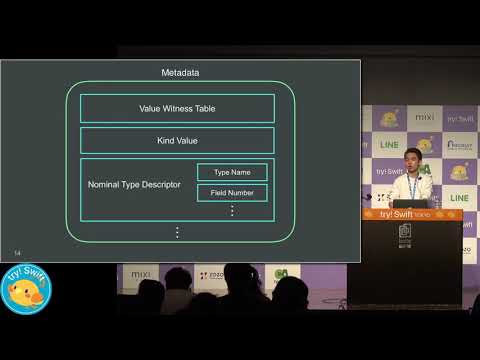 Metadata
Value Witness Table
Kind Value
Nominal Type Descriptor
Type Name
Field Number
14
try! Swift
mixi
try! Swift
LINE
RECRUIT
LINE
try! Swift TOKYO
try! Swift
mixi
ZOZO